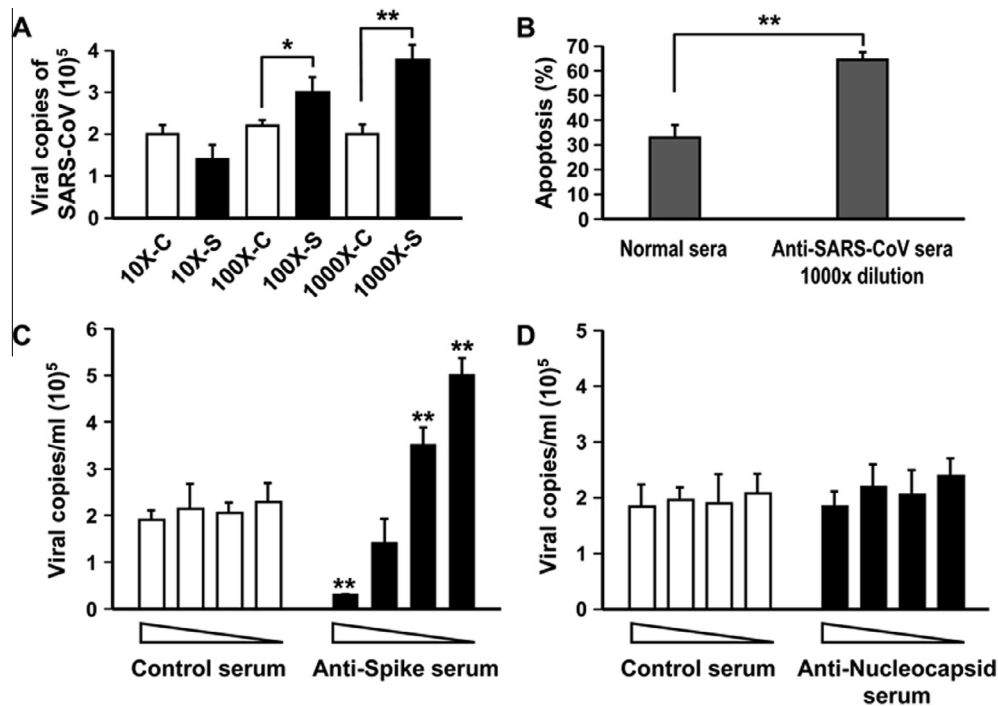 A
Viral copies of
SARS-CoV (10)⁵
4
3
2
1
0
*
**
10X-C
10X-S
100X-C
100X-S
1000X-C
1000X-S
B
Apoptosis (%)
70
60
50
40
30
20
10
0
**
Normal sera
Anti-SARS-CoV sera
1000x dilution
C
Viral copies/ml (10)⁵
6
5
4
3
2
1
0
**
**
**
Control serum
Anti-Spike serum
D
Viral copies/ml (10)⁵
5
4
3
2
1
0
Control serum
Anti-Nucleocapsid
serum